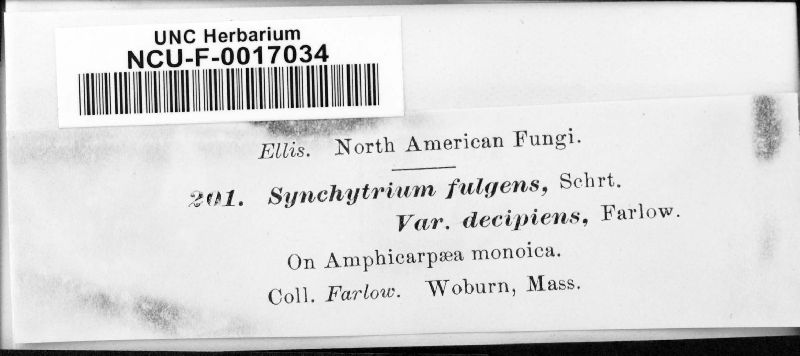 UNC Herbarium
NCU-F-0017034
Ellis. North American Fungi.
201. Synchytrium fulgens, Schrt.
Var. decipiens, Farlow.
On Amphicarpæa monoica.
Coll. Farlow. Woburn, Mass.